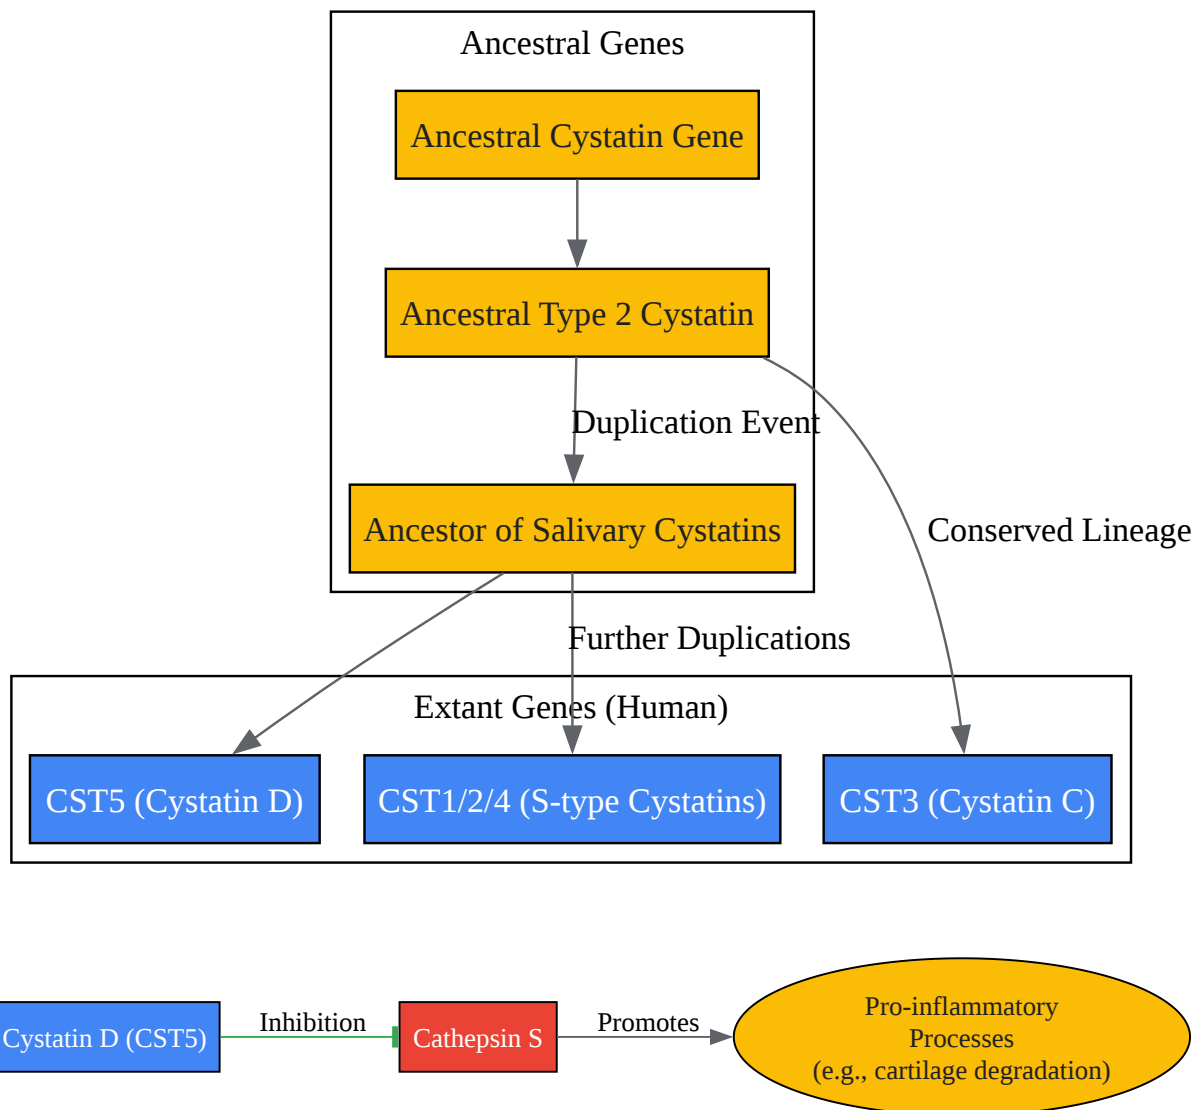 Ancestral Genes
Ancestral Cystatin Gene
Ancestral Type 2 Cystatin
Duplication Event
Ancestor of Salivary Cystatins
Conserved Lineage
Further Duplications
Extant Genes (Human)
CST5 (Cystatin D)
CST1/2/4 (S-type Cystatins)
CST3 (Cystatin C)
Cystatin D (CST5)
Inhibition
Cathepsin S
Promotes
Pro-inflammatory
Processes
(e.g., cartilage degradation)